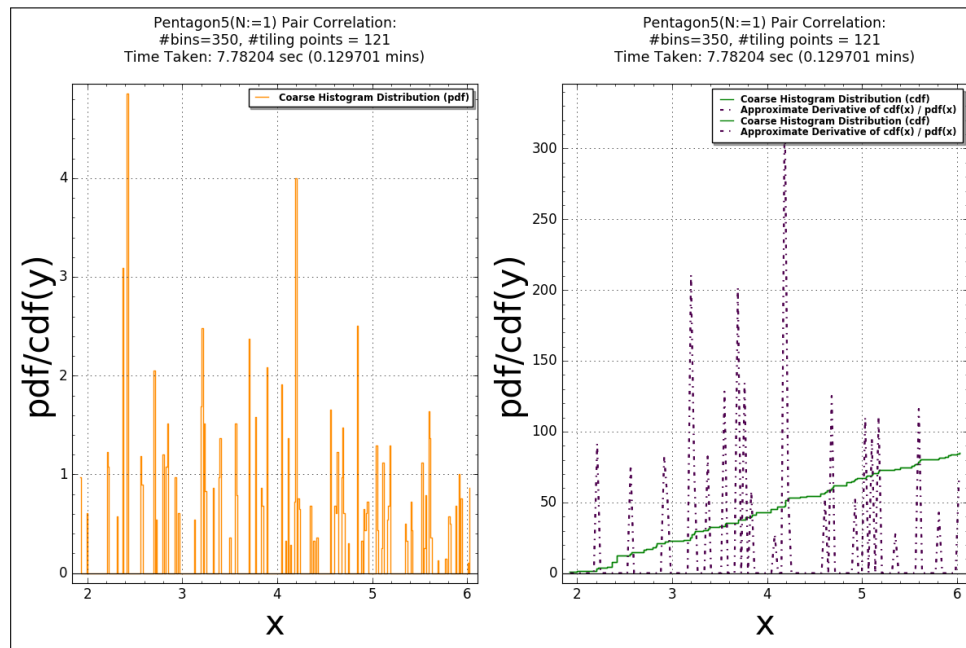 Pentagon5(N:=1) Pair Correlation:
#bins=350, #tiling points = 121
Time Taken: 7.78204 sec (0.129701 mins)
Coarse Histogram Distribution (pdf)
pdf/cdf(y)
4
3
2
1
0
2
3
4
5
6
x
Pentagon5(N:=1) Pair Correlation:
#bins=350, #tiling points = 121
Time Taken: 7.78204 sec (0.129701 mins)
Coarse Histogram Distribution (cdf)
Approximate Derivative of cdf(x) / pdf(x)
Coarse Histogram Distribution (cdf)
Approximate Derivative of cdf(x) / pdf(x)
pdf/cdf(y)
300
250
200
150
100
50
0
2
3
4
5
6
x